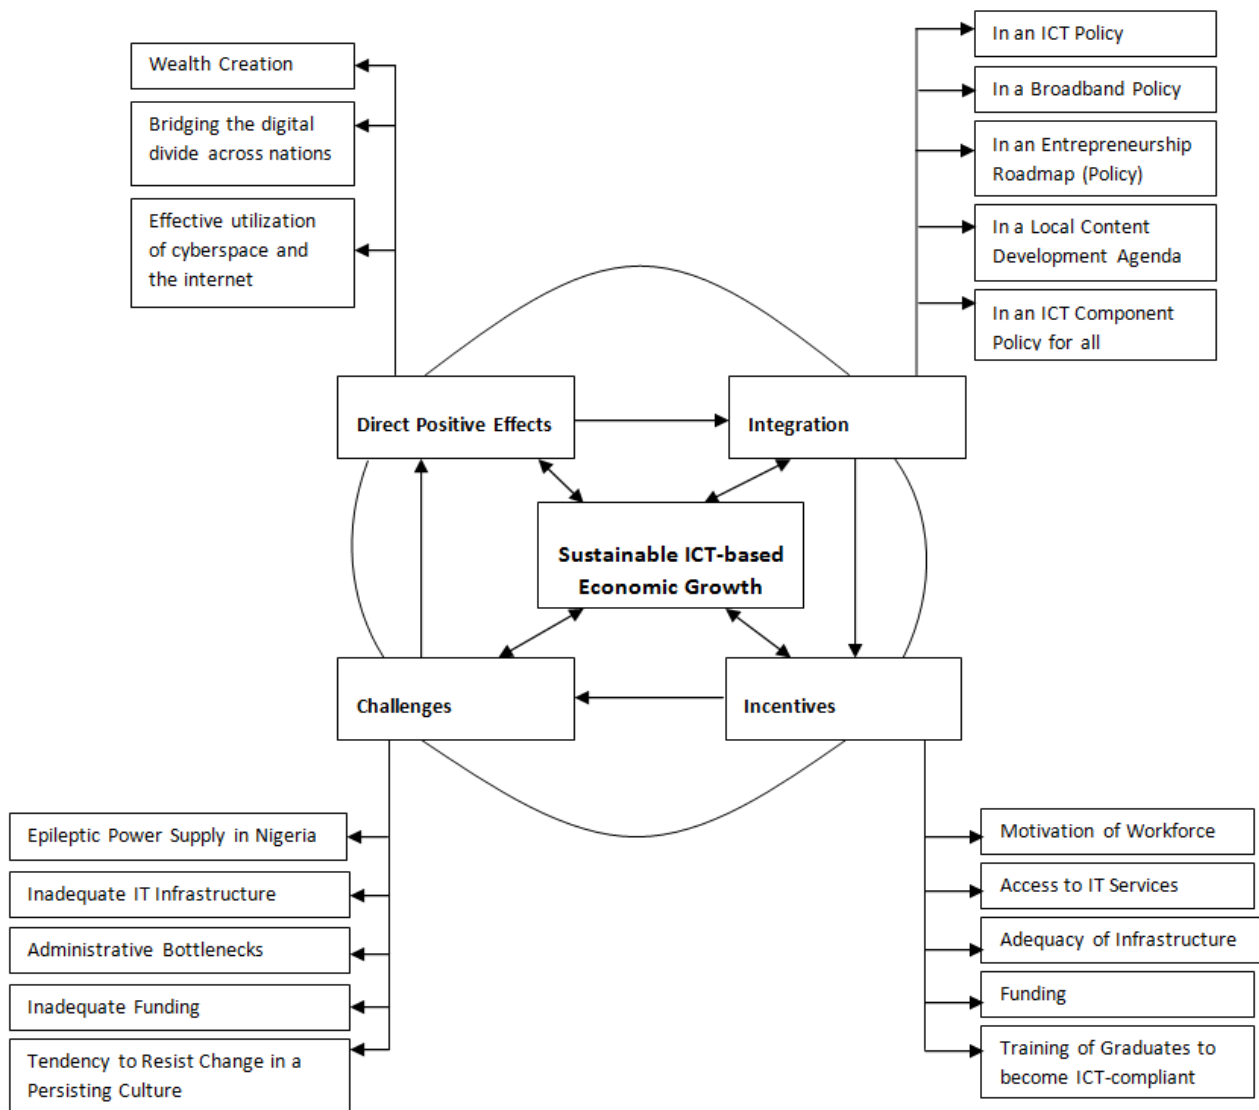 Wealth Creation
Bridging the digital
divide across nations
Effective utilization
of cyberspace and
the internet
In an ICT Policy
In a Broadband Policy
In an Entrepreneurship
Roadmap (Policy)
In a Local Content
Development Agenda
In an ICT Component
Policy for all
Direct Positive Effects
Integration
Sustainable ICT-based
Economic Growth
Challenges
Incentives
Epileptic Power Supply in Nigeria
Inadequate IT Infrastructure
Administrative Bottlenecks
Inadequate Funding
Tendency to Resist Change in a
Persisting Culture
Motivation of Workforce
Access to IT Services
Adequacy of Infrastructure
Funding
Training of Graduates to
become ICT-compliant